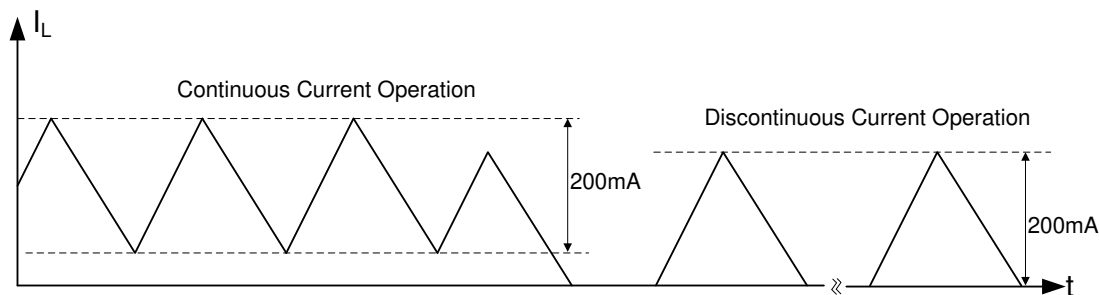 I_L
Continuous Current Operation
Discontinuous Current Operation
200mA
200mA
t